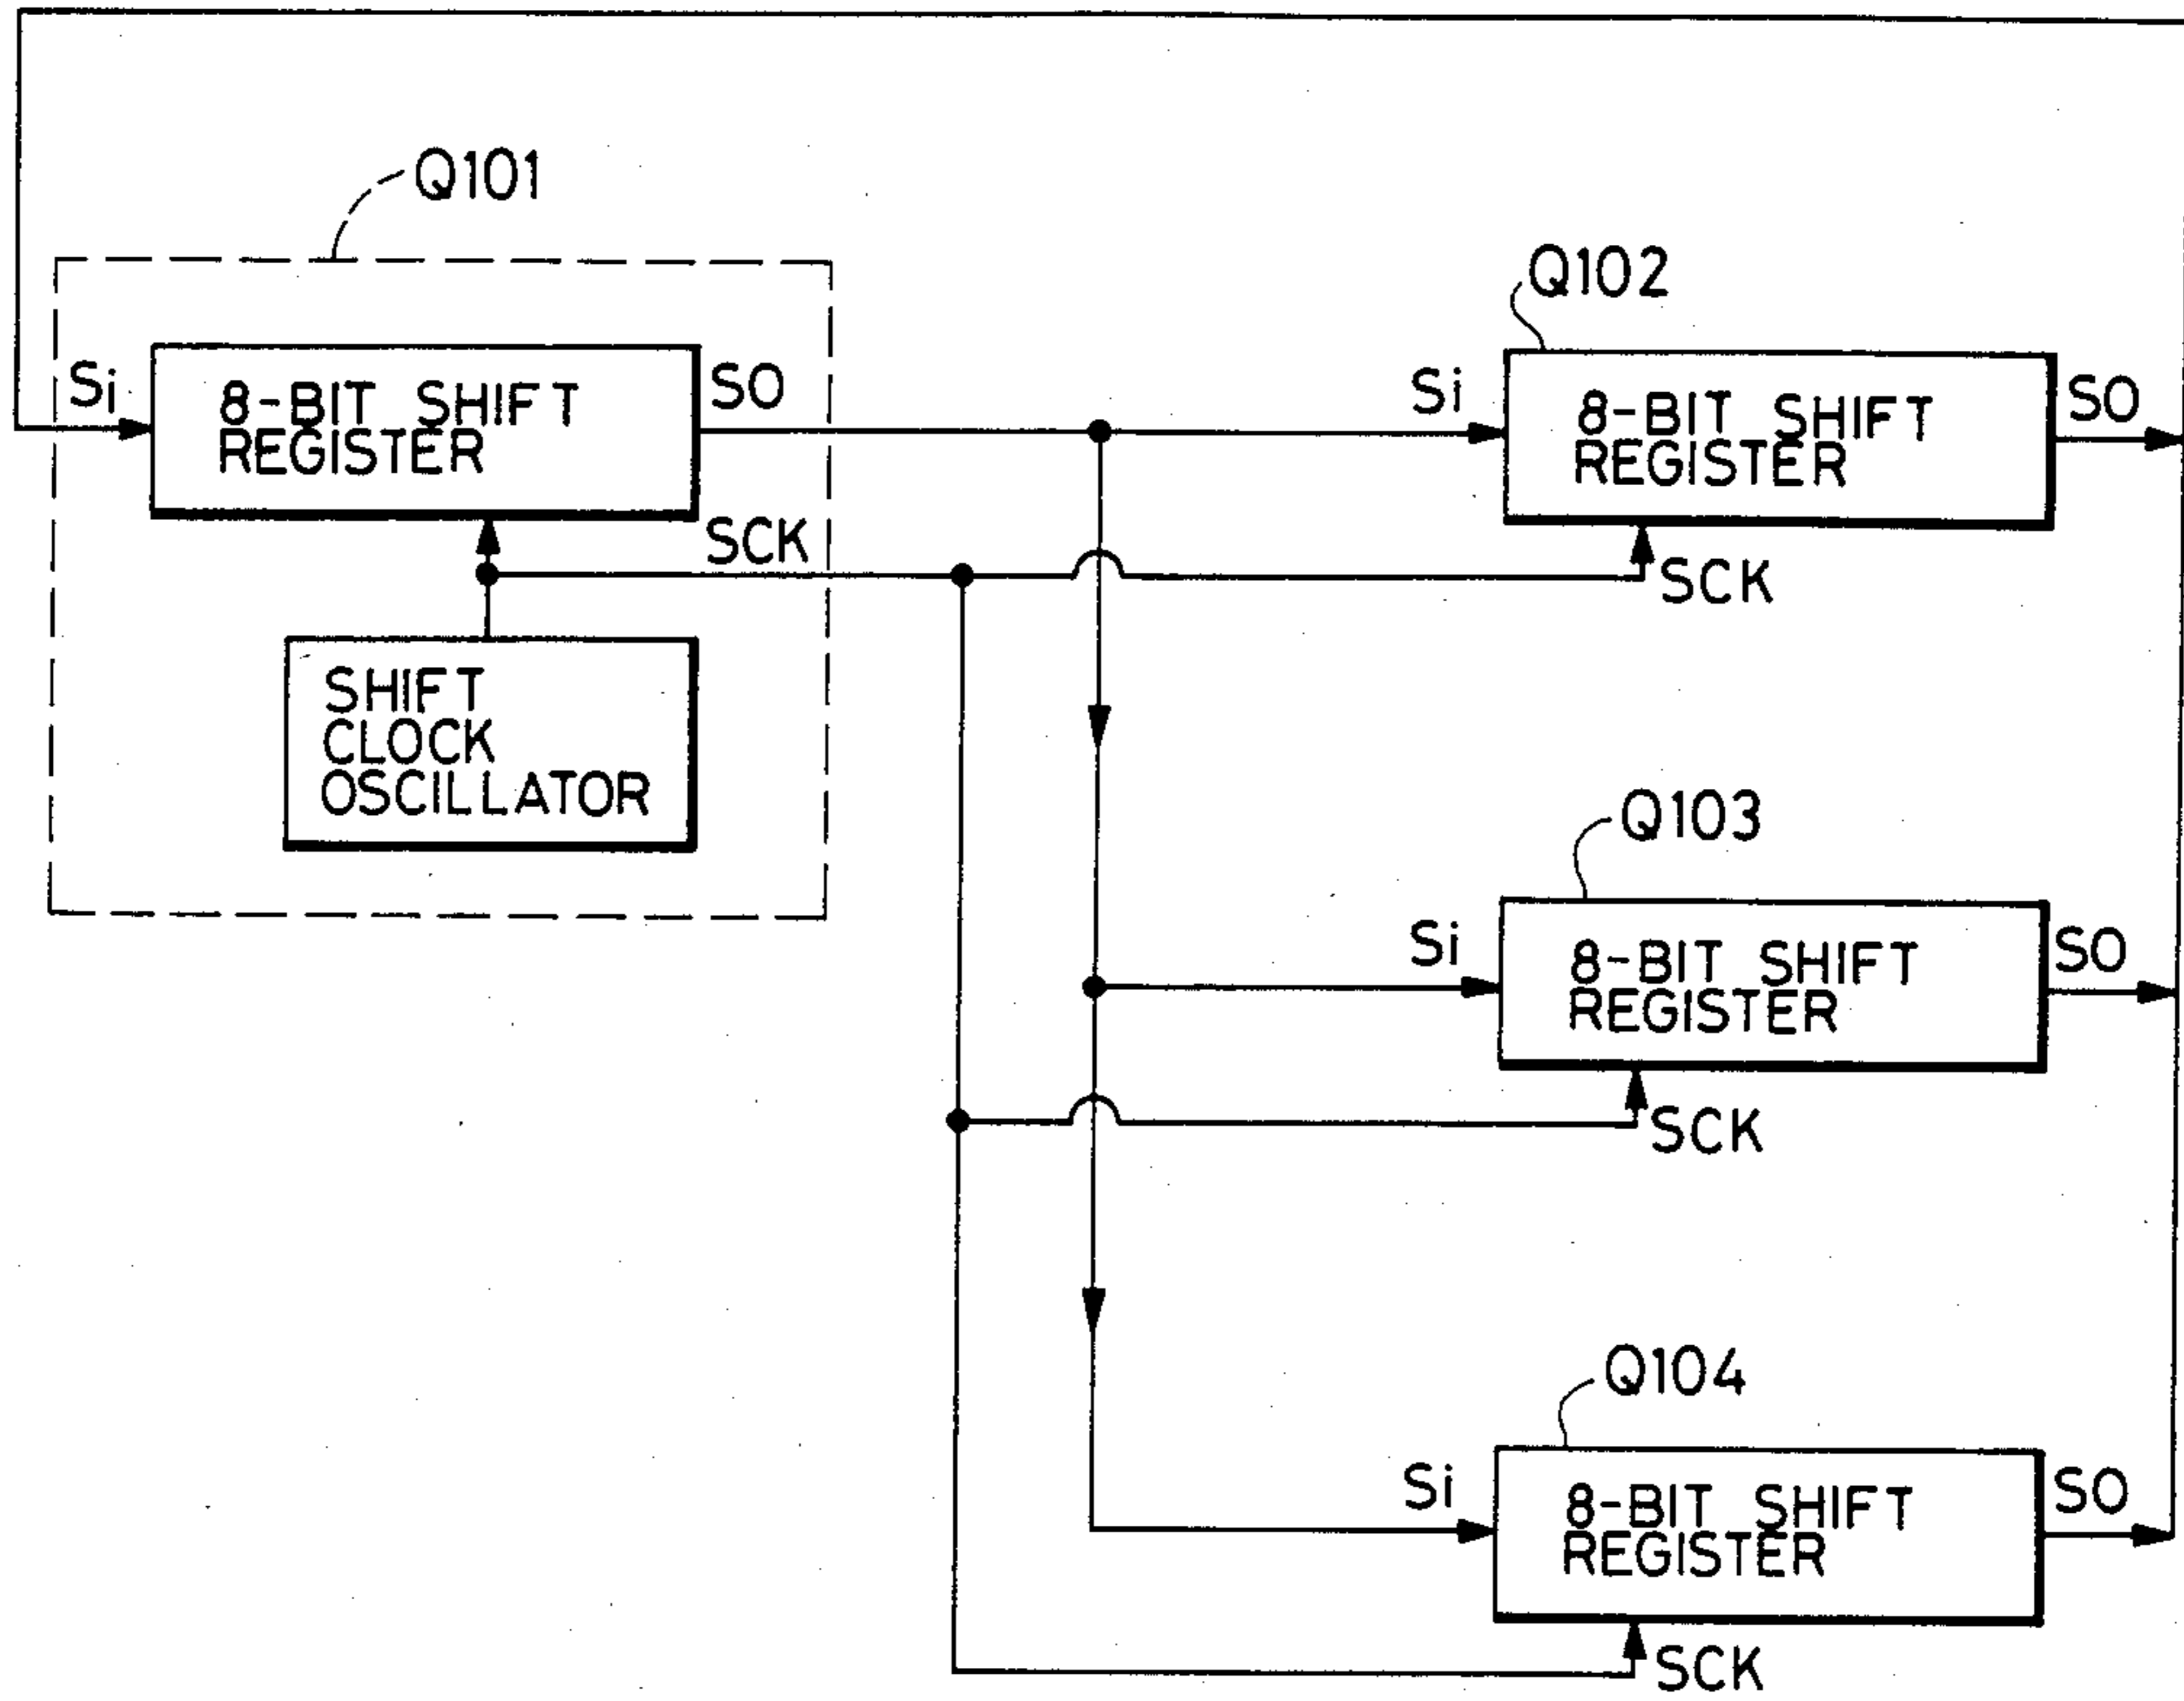 Q101
Si
8-BIT SHIFT
REGISTER
SO
SCK
SHIFT
CLOCK
OSCILLATOR
Q102
Si
8-BIT SHIFT
REGISTER
SO
SCK
Q103
Si
8-BIT SHIFT
REGISTER
SO
SCK
Q104
Si
8-BIT SHIFT
REGISTER
SO
SCK